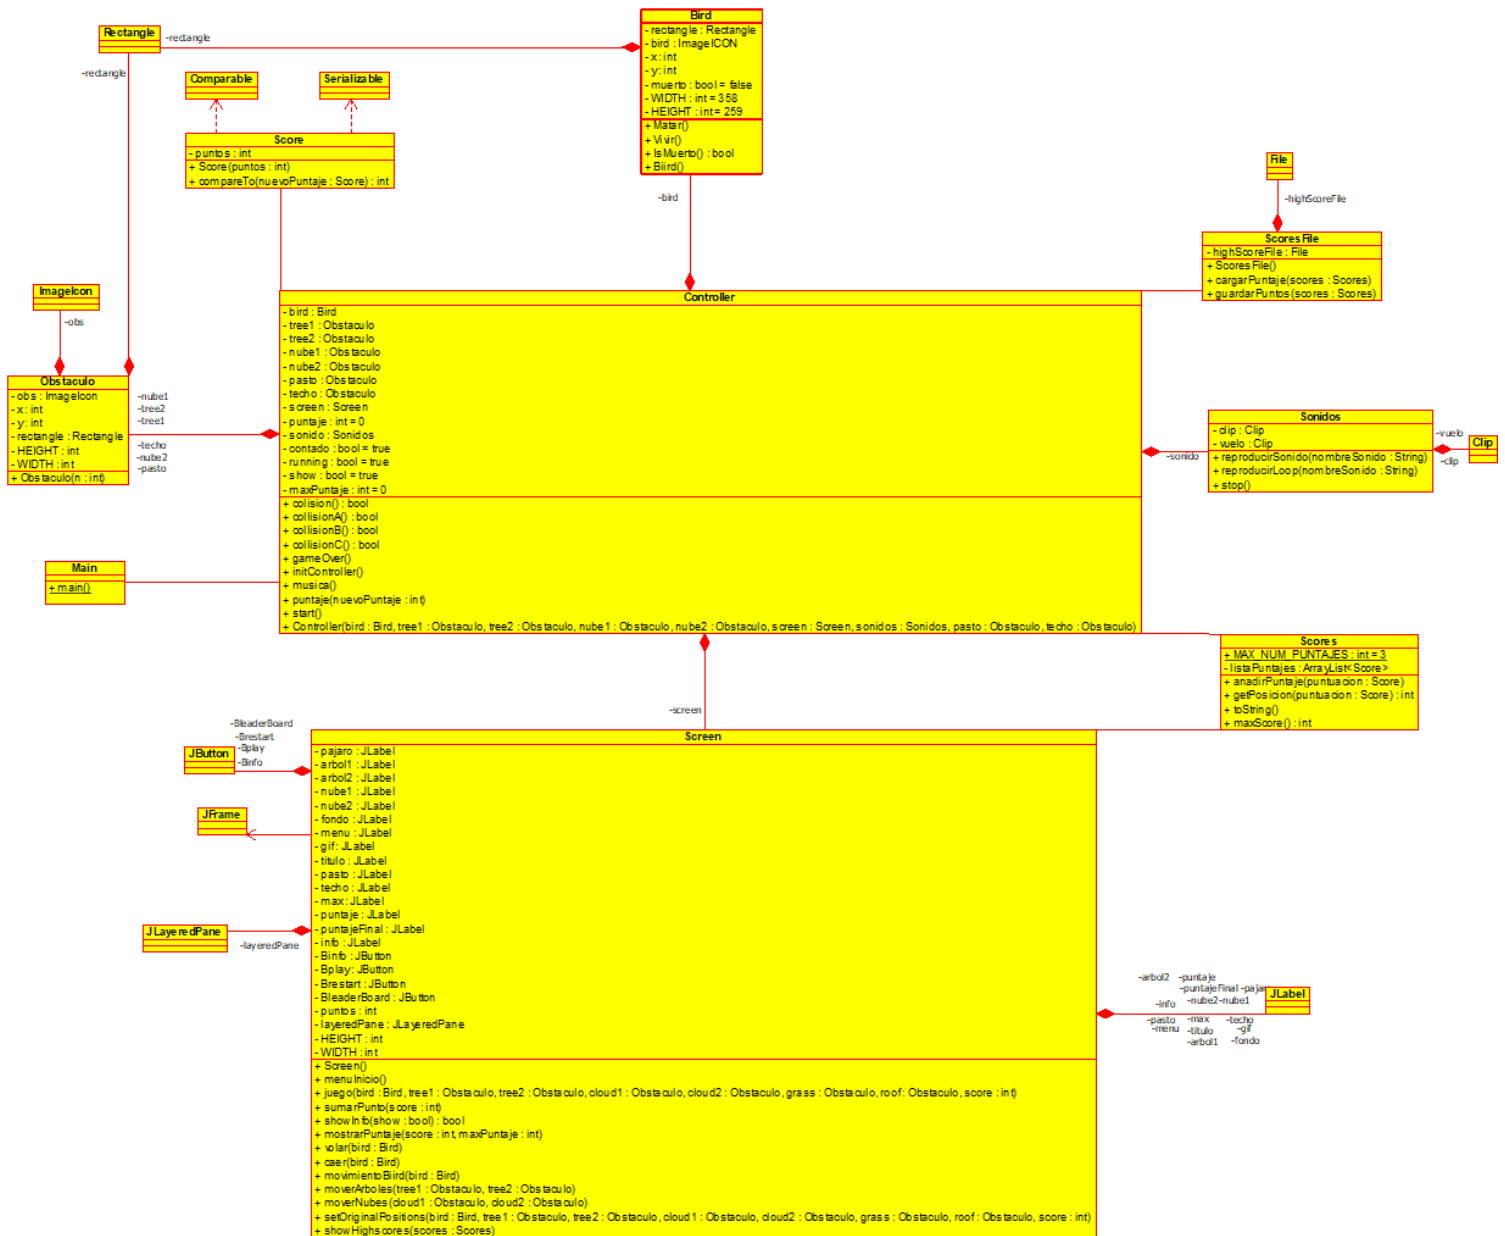 Bird
- rectangle : Rectangle
- bird : ImageICON
- x : int
- y : int
- muerto : bool = false
- WIDTH : int = 358
- HEIGHT : int = 259
+ Matar()
+ Vivir()
+ IsMuerto() : bool
+ Biird()
Rectangle
-rectangle
-rectangle
Comparable
Serializable
Score
- puntos : int
+ Score(puntos : int)
+ compareTo(nuevoPuntaje : Score) : int
-bird
File
-highScoreFile
ScoresFile
- highScoreFile : File
+ ScoresFile()
+ cargarPuntaje(scores : Scores)
+ guardarPuntos(scores : Scores)
ImageIcon
-obs
Obstaculo
- obs : ImageIcon
- x : int
- y : int
- rectangle : Rectangle
- HEIGHT : int
- WIDTH : int
+ Obstaculo(n : int)
-nube1
-tree2
-tree1
-techo
-nube2
-pasto
Controller
- bird : Bird
- tree1 : Obstaculo
- tree2 : Obstaculo
- nube1 : Obstaculo
- nube2 : Obstaculo
- pasto : Obstaculo
- techo : Obstaculo
- screen : Screen
- puntaje : int = 0
- sonido : Sonidos
- contado : bool = true
- running : bool = true
- show : bool = true
- maxPuntaje : int = 0
+ colision() : bool
+ collisionA() : bool
+ collisionB() : bool
+ collisionC() : bool
+ gameOver()
+ initController()
+ musica()
+ puntaje(nuevoPuntaje : int)
+ start()
+ Controller(bird : Bird, tree1 : Obstaculo, tree2 : Obstaculo, nube1 : Obstaculo, nube2 : Obstaculo, screen : Screen, sonidos : Sonidos, pasto : Obstaculo, techo : Obstaculo)
-sonido
Sonidos
- clip : Clip
- vuelo : Clip
+ reproducirSonido(nombreSonido : String)
+ reproducirLoop(nombreSonido : String)
+ stop()
-vuelo
-clip
Clip
Main
+ main()
Scores
+ MAX_NUM_PUNTAJES : int = 3
- listaPuntajes : ArrayList<Score>
+ anadirPuntaje(puntuacion : Score)
+ getPosicion(puntuacion : Score) : int
+ toString()
+ maxScore() : int
-screen
-BleaderBoard
-Brestart
-Bplay
-Binfo
JButton
JFrame
JLayeredPane
-layeredPane
Screen
- pajaro : JLabel
- arbol1 : JLabel
- arbol2 : JLabel
- nube1 : JLabel
- nube2 : JLabel
- fondo : JLabel
- menu : JLabel
- gif : JLabel
- titulo : JLabel
- pasto : JLabel
- techo : JLabel
- max : JLabel
- puntaje : JLabel
- puntajeFinal : JLabel
- info : JLabel
- Binfo : JButton
- Bplay : JButton
- Brestart : JButton
- BleaderBoard : JButton
- puntos : int
- layeredPane : JLayeredPane
- HEIGHT : int
- WIDTH : int
+ Screen()
+ menuInicio()
+ juego(bird : Bird, tree1 : Obstaculo, tree2 : Obstaculo, cloud1 : Obstaculo, cloud2 : Obstaculo, grass : Obstaculo, roof : Obstaculo, score : int)
+ sumarPunto(score : int)
+ showInfo(show : bool) : bool
+ mostrarPuntaje(score : int, maxPuntaje : int)
+ volar(bird : Bird)
+ caer(bird : Bird)
+ movimientoBiird(bird : Bird)
+ moverArboles(tree1 : Obstaculo, tree2 : Obstaculo)
+ moverNubes(cloud1 : Obstaculo, cloud2 : Obstaculo)
+ setOriginalPositions(bird : Bird, tree1 : Obstaculo, tree2 : Obstaculo, cloud1 : Obstaculo, cloud2 : Obstaculo, grass : Obstaculo, roof : Obstaculo, score : int)
+ showHighscores(scores : Scores)
-arbol2 -puntaje
-puntajeFinal -pajaro
-info -nube2 -nube1
JLabel
-pasto -max -techo
-menu -titulo -gif
-arbol1 -fondo